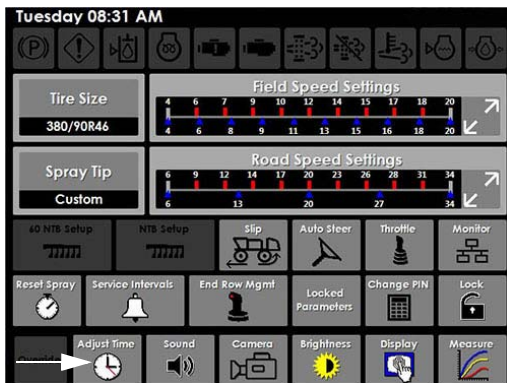 Tuesday 08:31 AM
Tire Size
380/90R46
Field Speed Settings
4 6 7 9 10 12 14 15 17 18 20
4 6 8 9 11 13 15 16 18 20
Spray Tip
Custom
Road Speed Settings
6 9 12 14 17 20 23 26 28 31 34
6 13 20 27 34
60 NTB Setup
NTB Setup
Slip
Auto Steer
Throttle
Monitor
Reset Spray
Service Intervals
End Row Mgmt
Locked
Parameters
Change PIN
Lock
Adjust Time
Sound
Camera
Brightness
Display
Measure